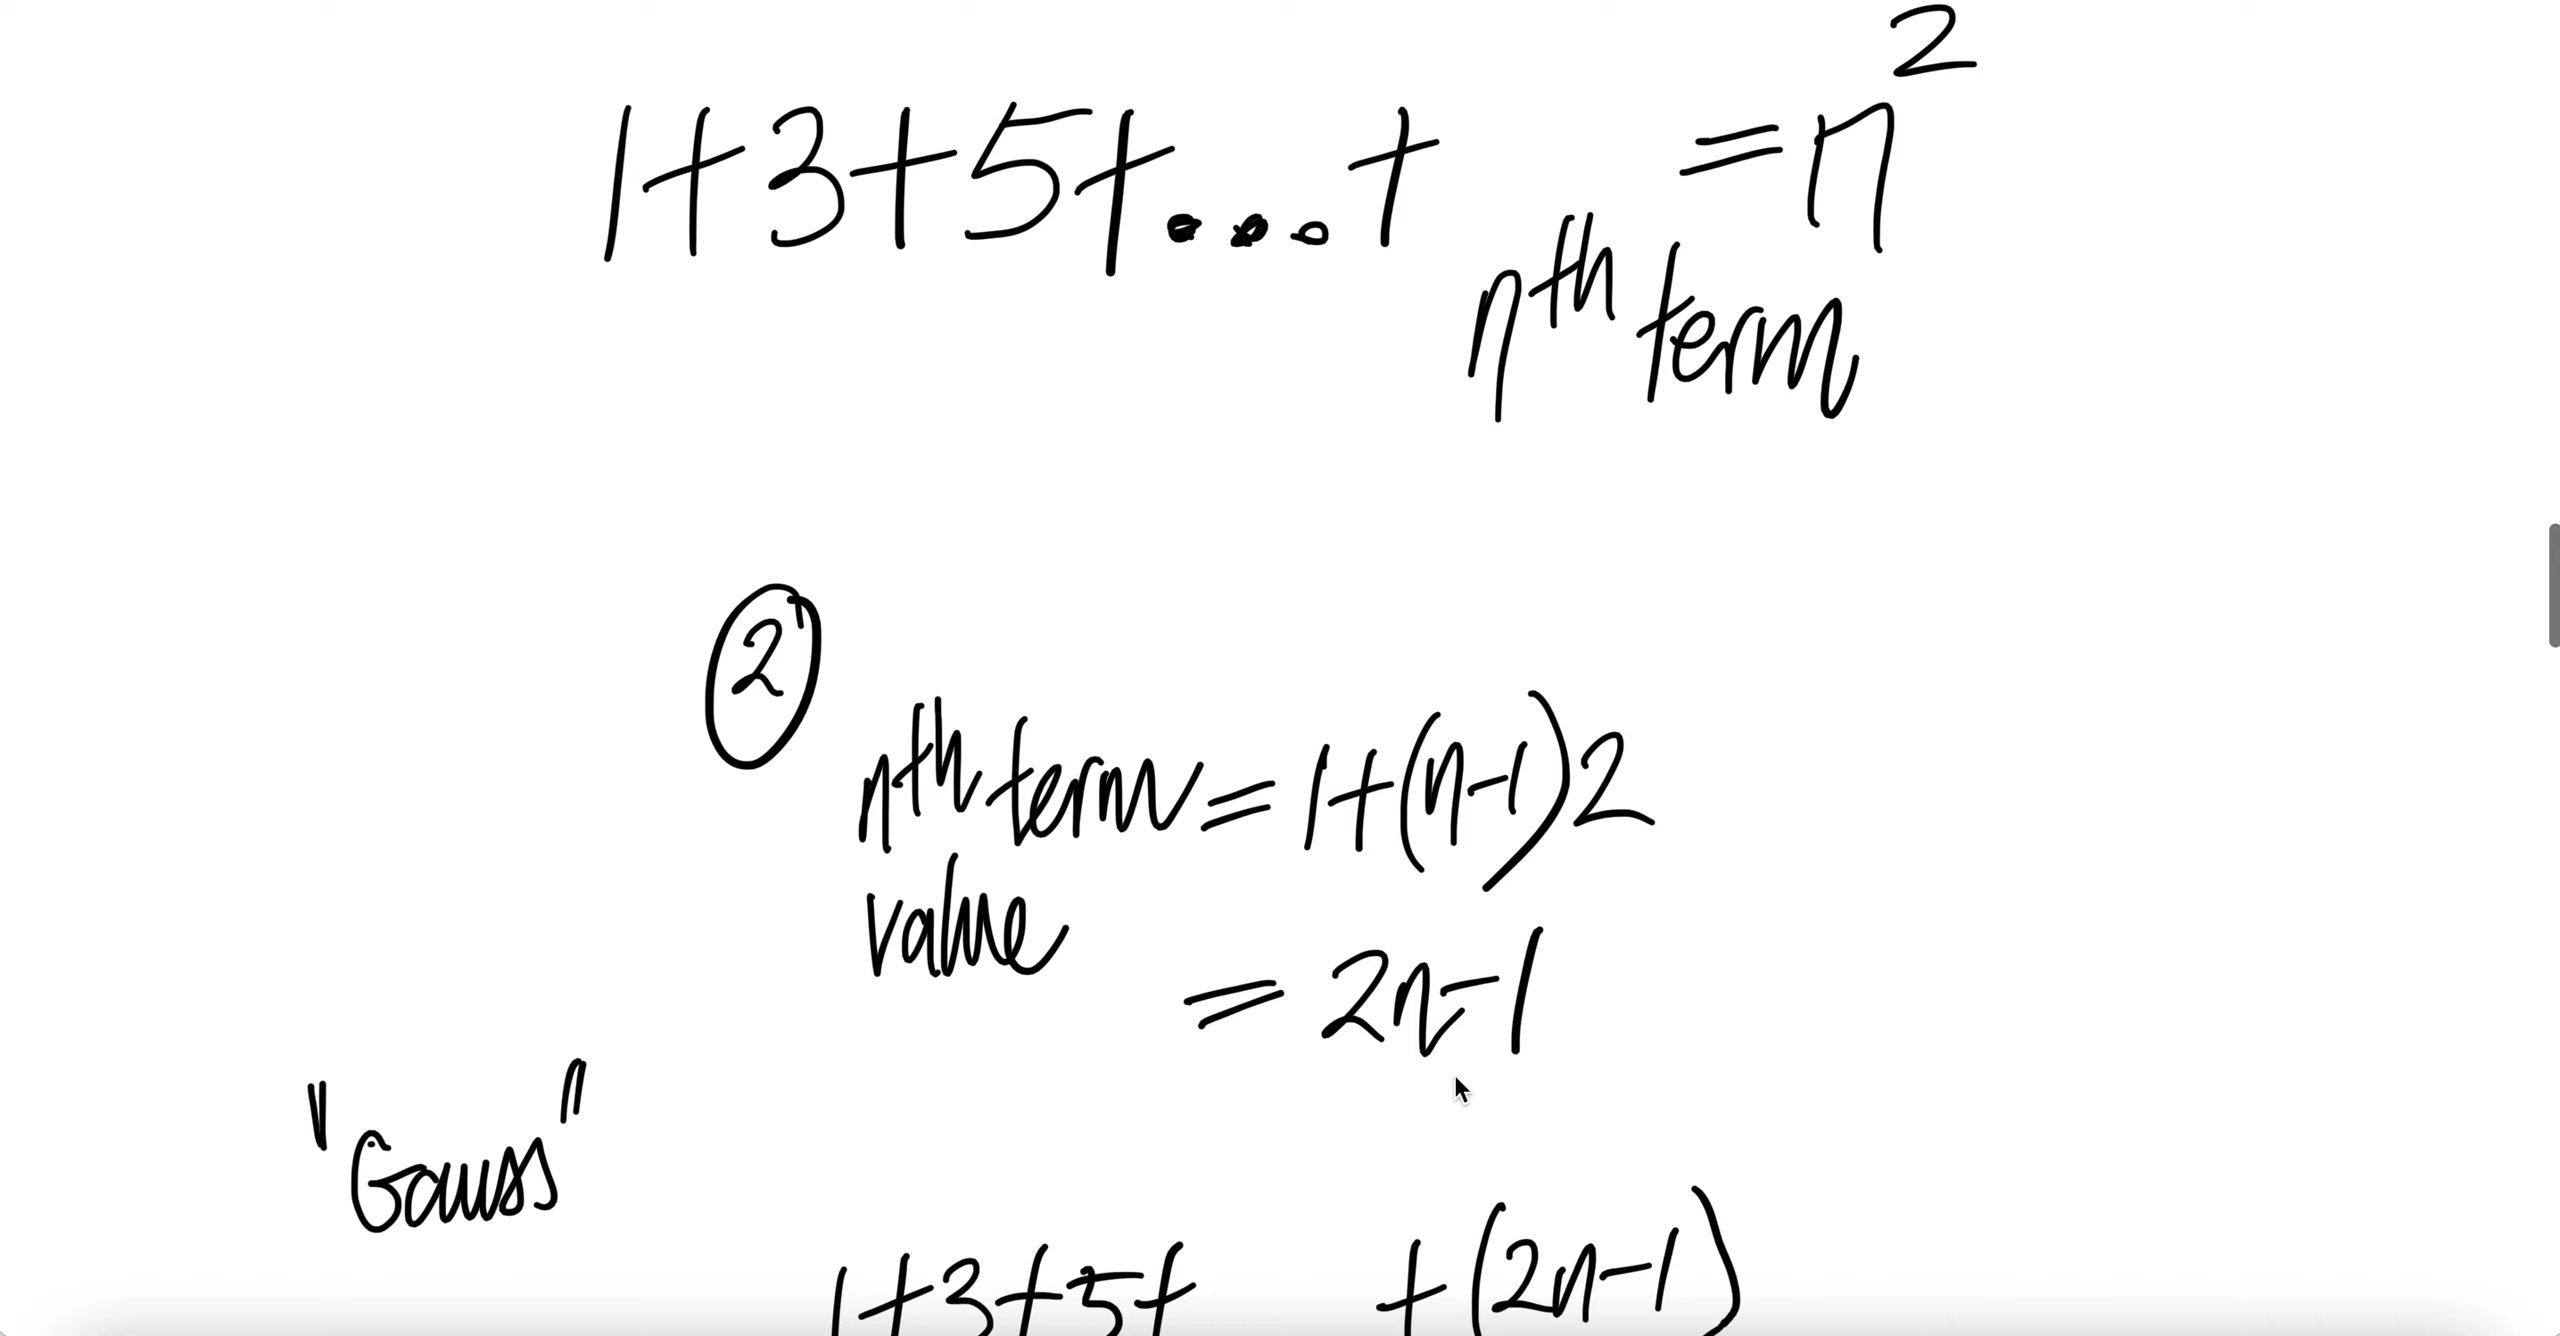 1+3+5+...+ =n²
nth term
②
nth term = 1+(n-1)2
value
= 2n-1
"Gauss"
1+3+5+ +(2n-1)